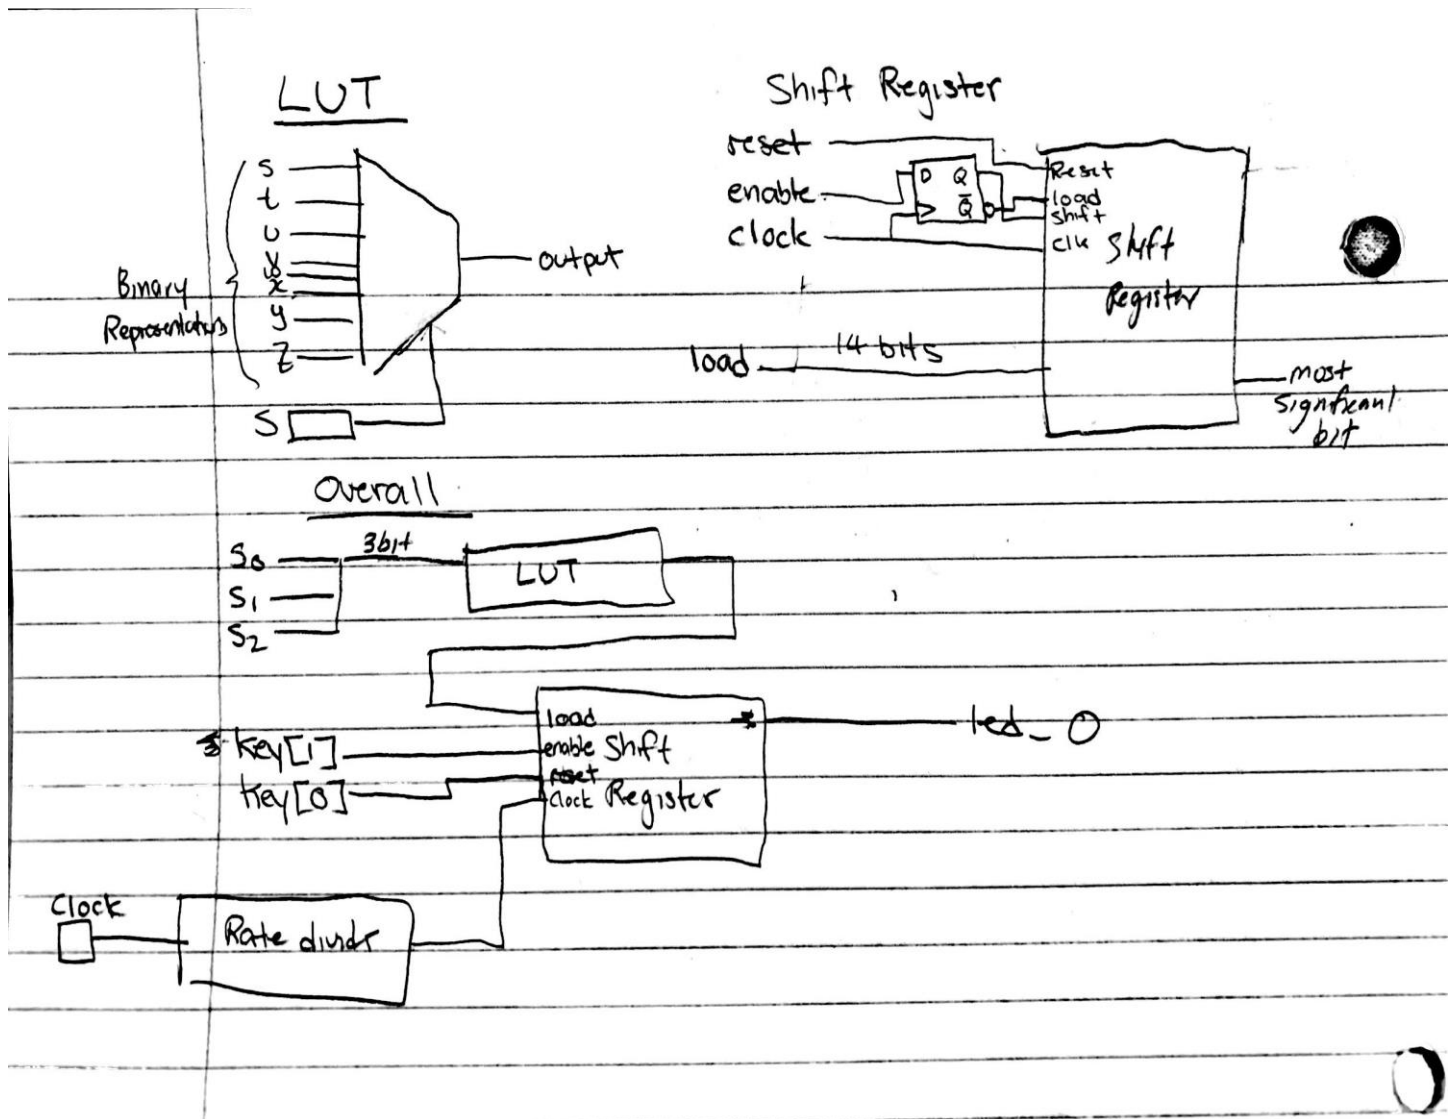 LUT
s
t
u
x
y
z
Binary
output
S
Shift Register
reset
enable
clock
D Q
Q̅
Reset
load
shift
clk
Shift
Register
load
14 bits
most
significant
bit
Overall
S0
S1
S2
3bit
LUT
Key[1]
Key[0]
load
enable
reset
Clock
Shift
Register
led_0
Clock
Rate dividr